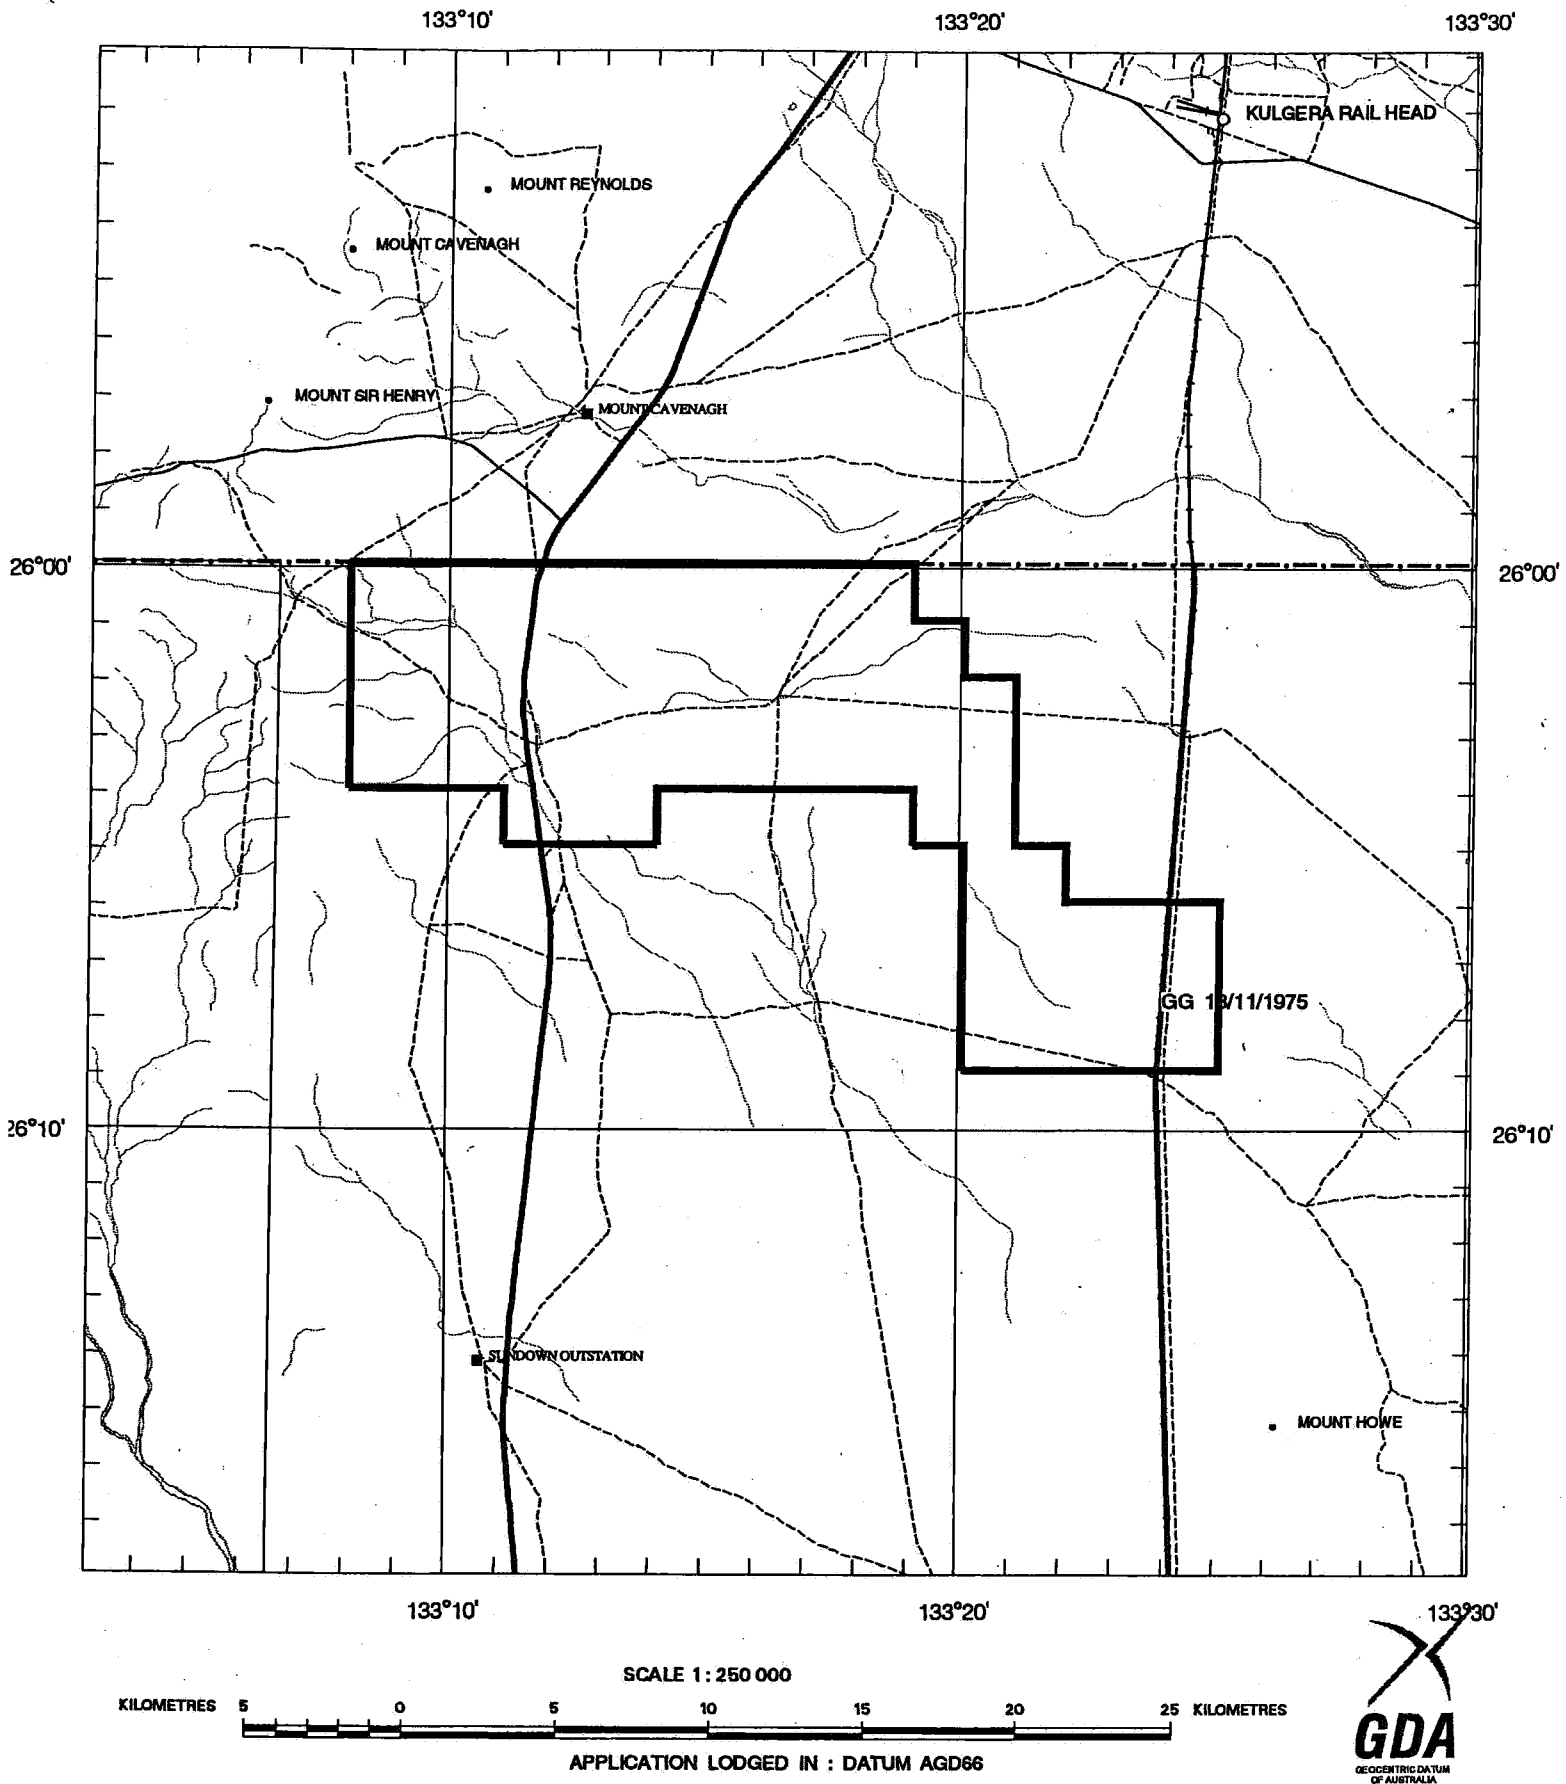 133°10' 133°20' 133°30'
KULGERA RAIL HEAD
MOUNT REYNOLDS
MOUNT CAVENAGH
MOUNT SIR HENRY
MOUNT CAVENAGH
26°00' 26°00'
GG 18/11/1975
26°10' 26°10'
SUNDOWN OUTSTATION
MOUNT HOWE
133°10' 133°20' 133°30'
SCALE 1 : 250 000
KILOMETRES 5 0 5 10 15 20 25 KILOMETRES
APPLICATION LODGED IN : DATUM AGD66
GDA
GEOCENTRIC DATUM
OF AUSTRALIA